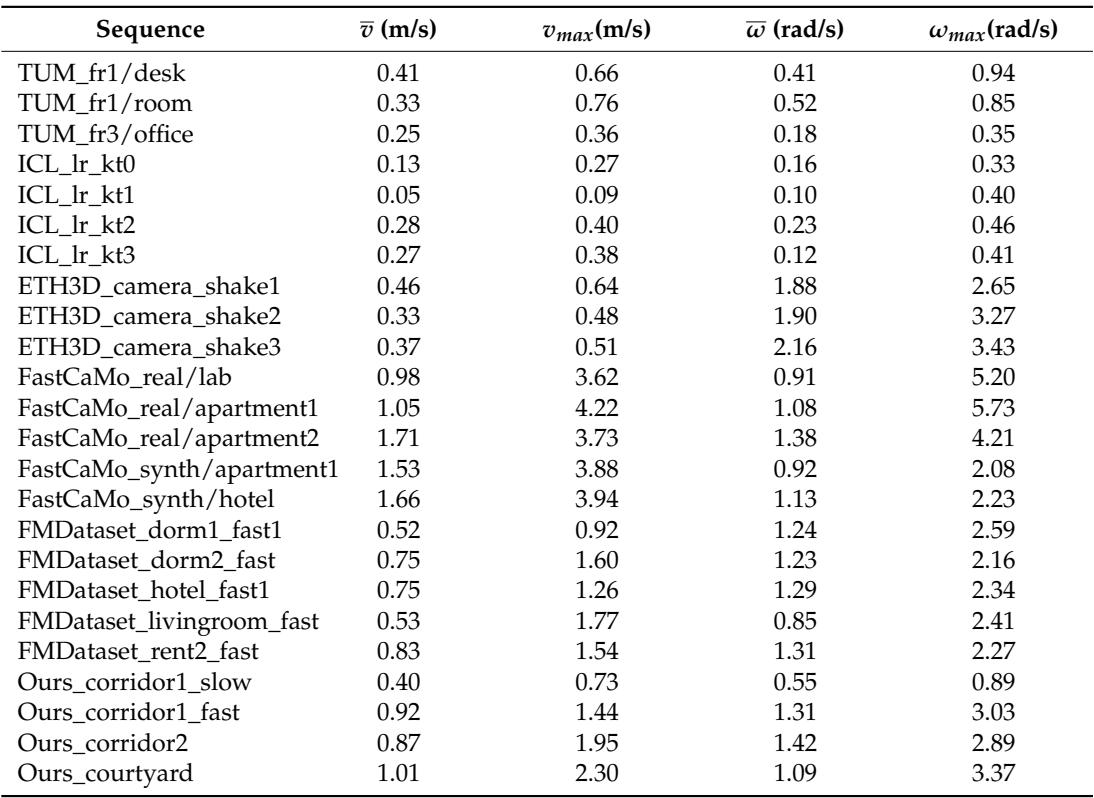 Sequence v̅ (m/s) vmax(m/s) ω̅ (rad/s) ωmax(rad/s)
TUM_fr1/desk 0.41 0.66 0.41 0.94
TUM_fr1/room 0.33 0.76 0.52 0.85
TUM_fr3/office 0.25 0.36 0.18 0.35
ICL_lr_kt0 0.13 0.27 0.16 0.33
ICL_lr_kt1 0.05 0.09 0.10 0.40
ICL_lr_kt2 0.28 0.40 0.23 0.46
ICL_lr_kt3 0.27 0.38 0.12 0.41
ETH3D_camera_shake1 0.46 0.64 1.88 2.65
ETH3D_camera_shake2 0.33 0.48 1.90 3.27
ETH3D_camera_shake3 0.37 0.51 2.16 3.43
FastCaMo_real/lab 0.98 3.62 0.91 5.20
FastCaMo_real/apartment1 1.05 4.22 1.08 5.73
FastCaMo_real/apartment2 1.71 3.73 1.38 4.21
FastCaMo_synth/apartment1 1.53 3.88 0.92 2.08
FastCaMo_synth/hotel 1.66 3.94 1.13 2.23
FMDataset_dorm1_fast1 0.52 0.92 1.24 2.59
FMDataset_dorm2_fast 0.75 1.60 1.23 2.16
FMDataset_hotel_fast1 0.75 1.26 1.29 2.34
FMDataset_livingroom_fast 0.53 1.77 0.85 2.41
FMDataset_rent2_fast 0.83 1.54 1.31 2.27
Ours_corridor1_slow 0.40 0.73 0.55 0.89
Ours_corridor1_fast 0.92 1.44 1.31 3.03
Ours_corridor2 0.87 1.95 1.42 2.89
Ours_courtyard 1.01 2.30 1.09 3.37